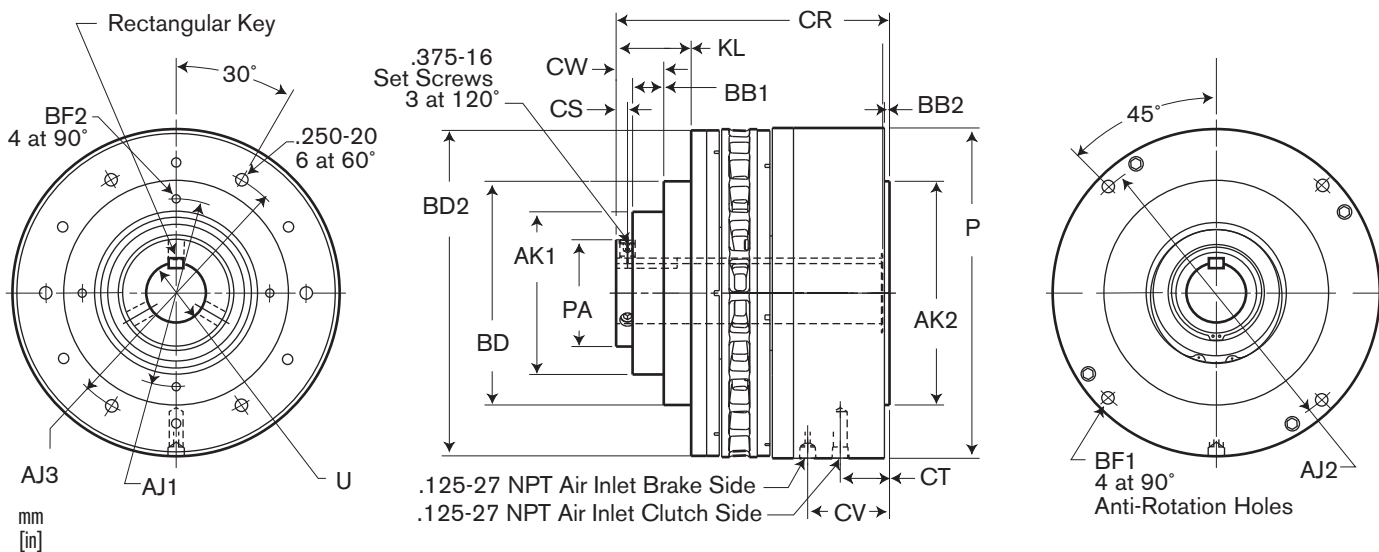 Rectangular Key
30°
BF2
4 at 90°
.250-20
6 at 60°
AJ3
AJ1
U
mm
[in]
CR
KL
.375-16
Set Screws
3 at 120°
CW
BB1
CS
BB2
BD2
AK1
PA
BD
P
AK2
.125-27 NPT Air Inlet Brake Side
.125-27 NPT Air Inlet Clutch Side
CT
CV
45°
BF1
4 at 90°
Anti-Rotation Holes
AJ2